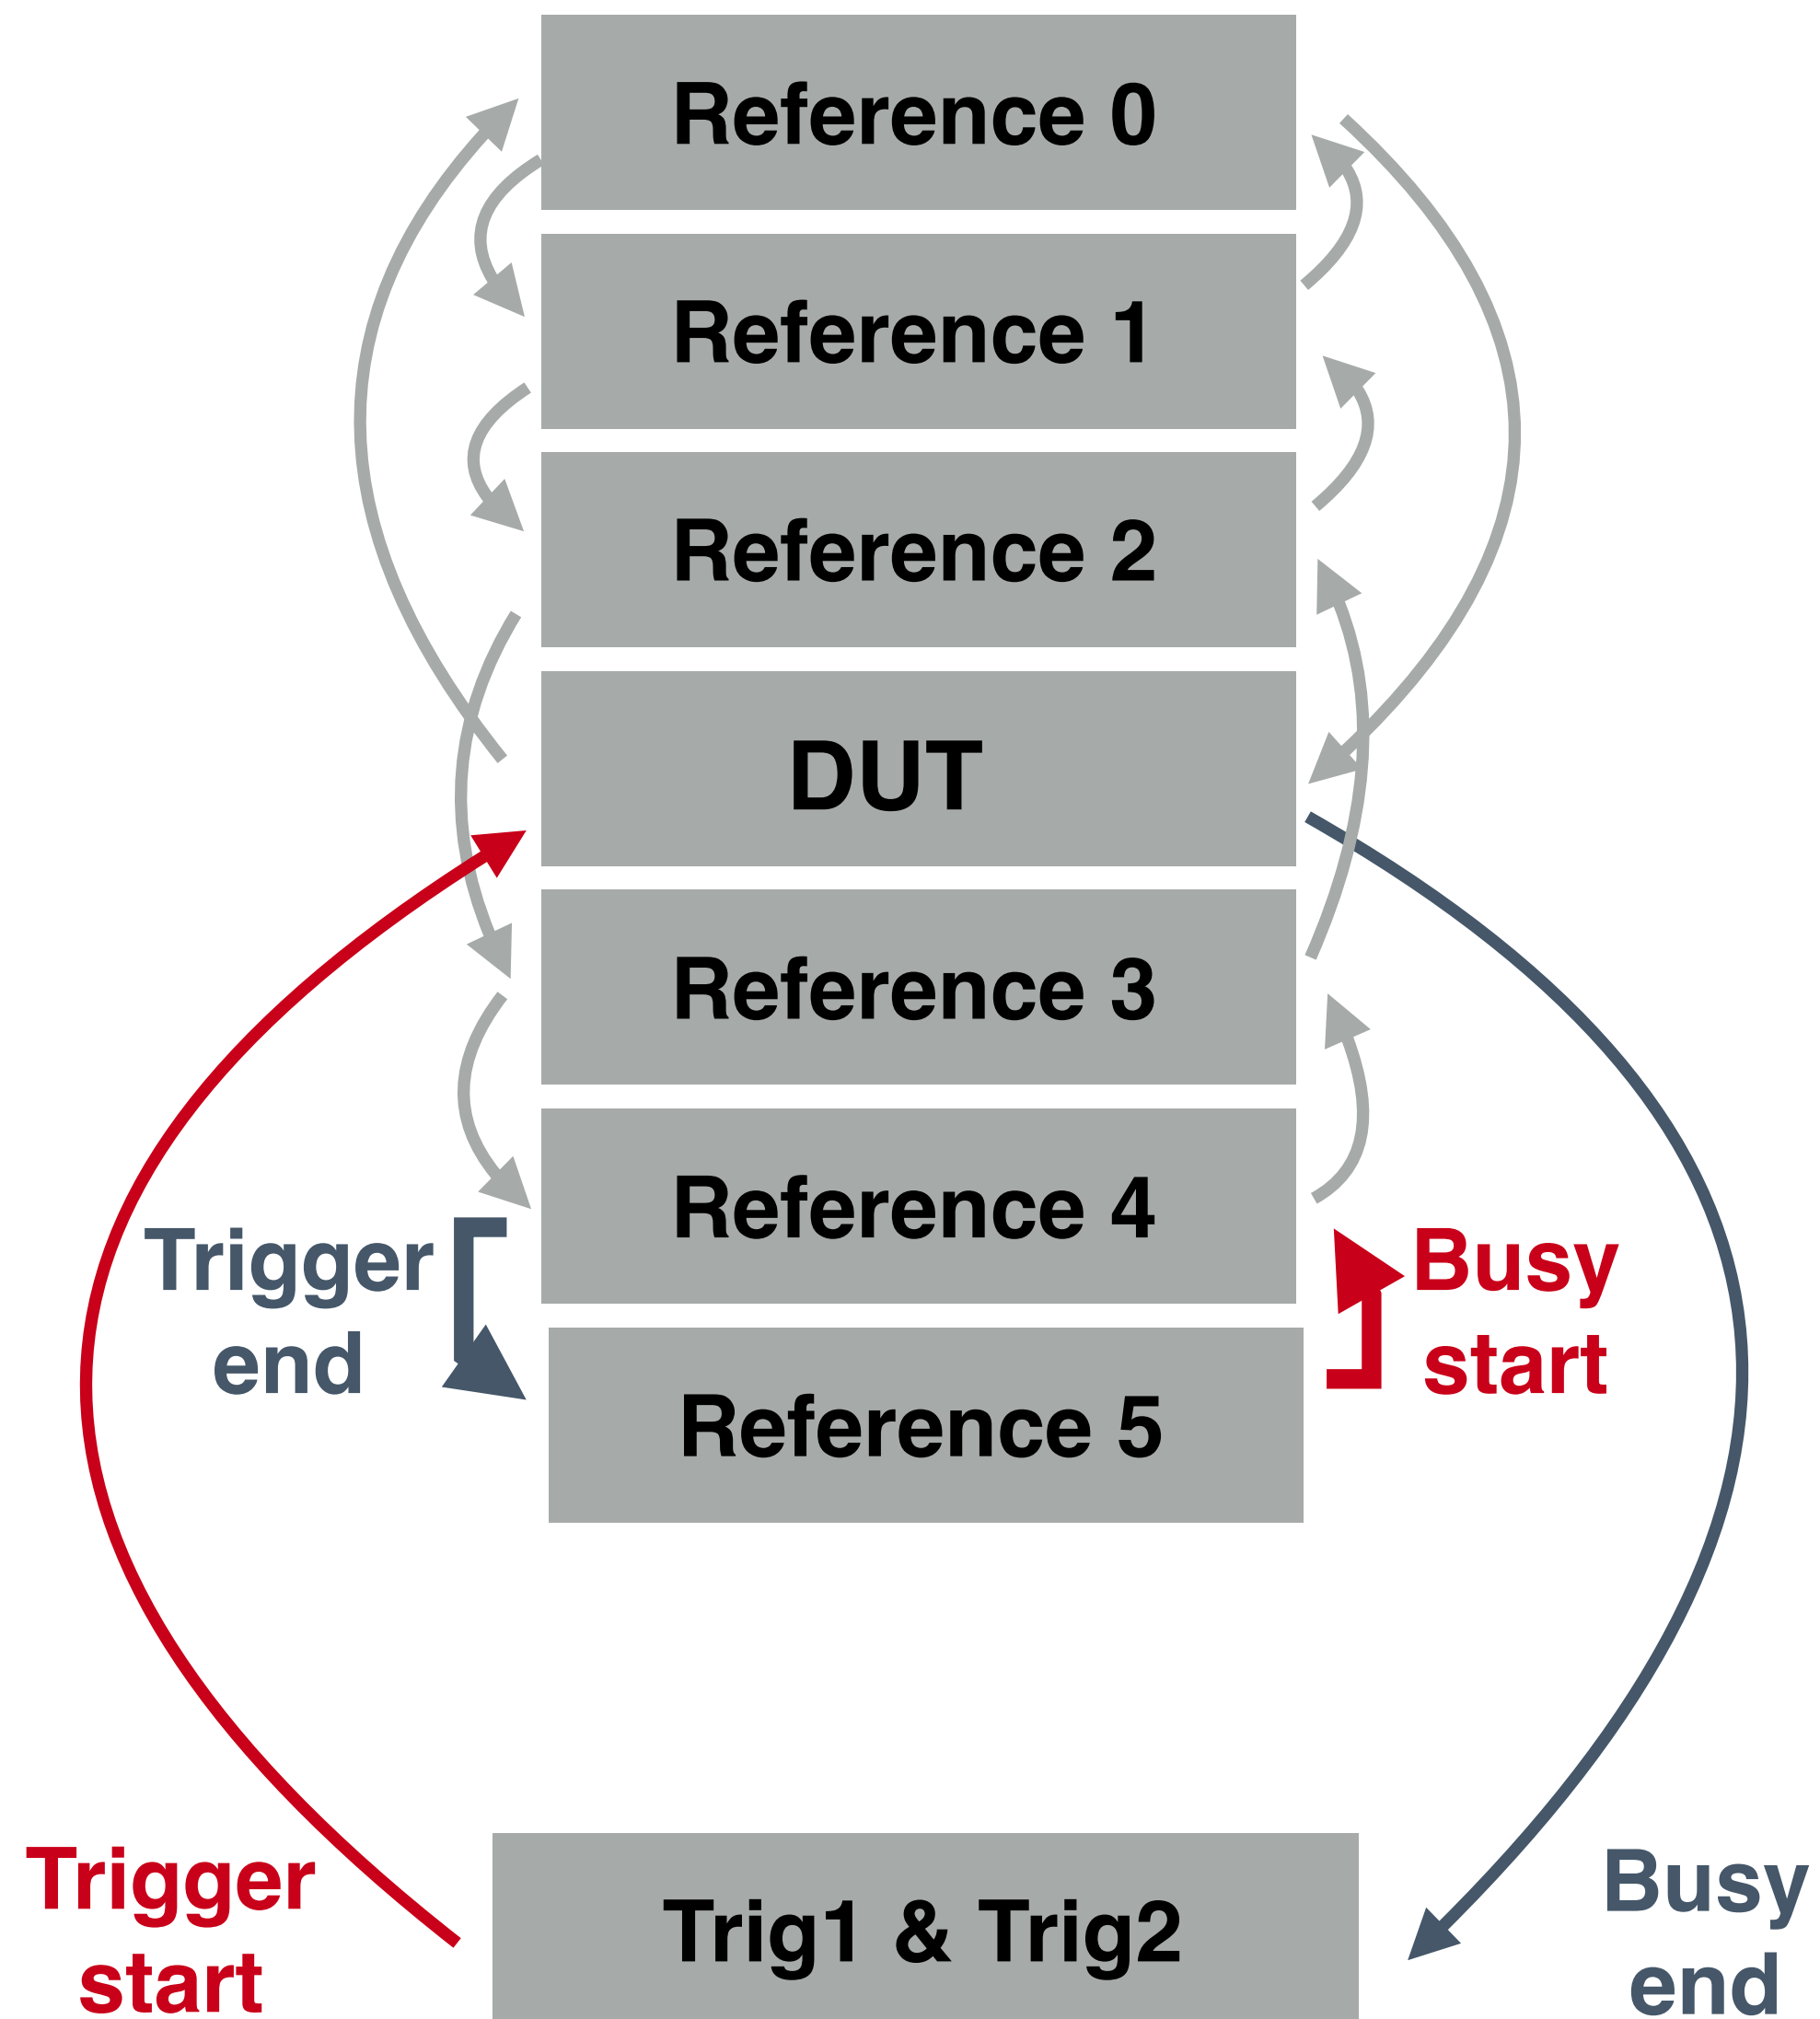 Reference 0
Reference 1
Reference 2
DUT
Reference 3
Reference 4
Trigger
end
Busy
start
Reference 5
Trigger
start
Trig1 & Trig2
Busy
end